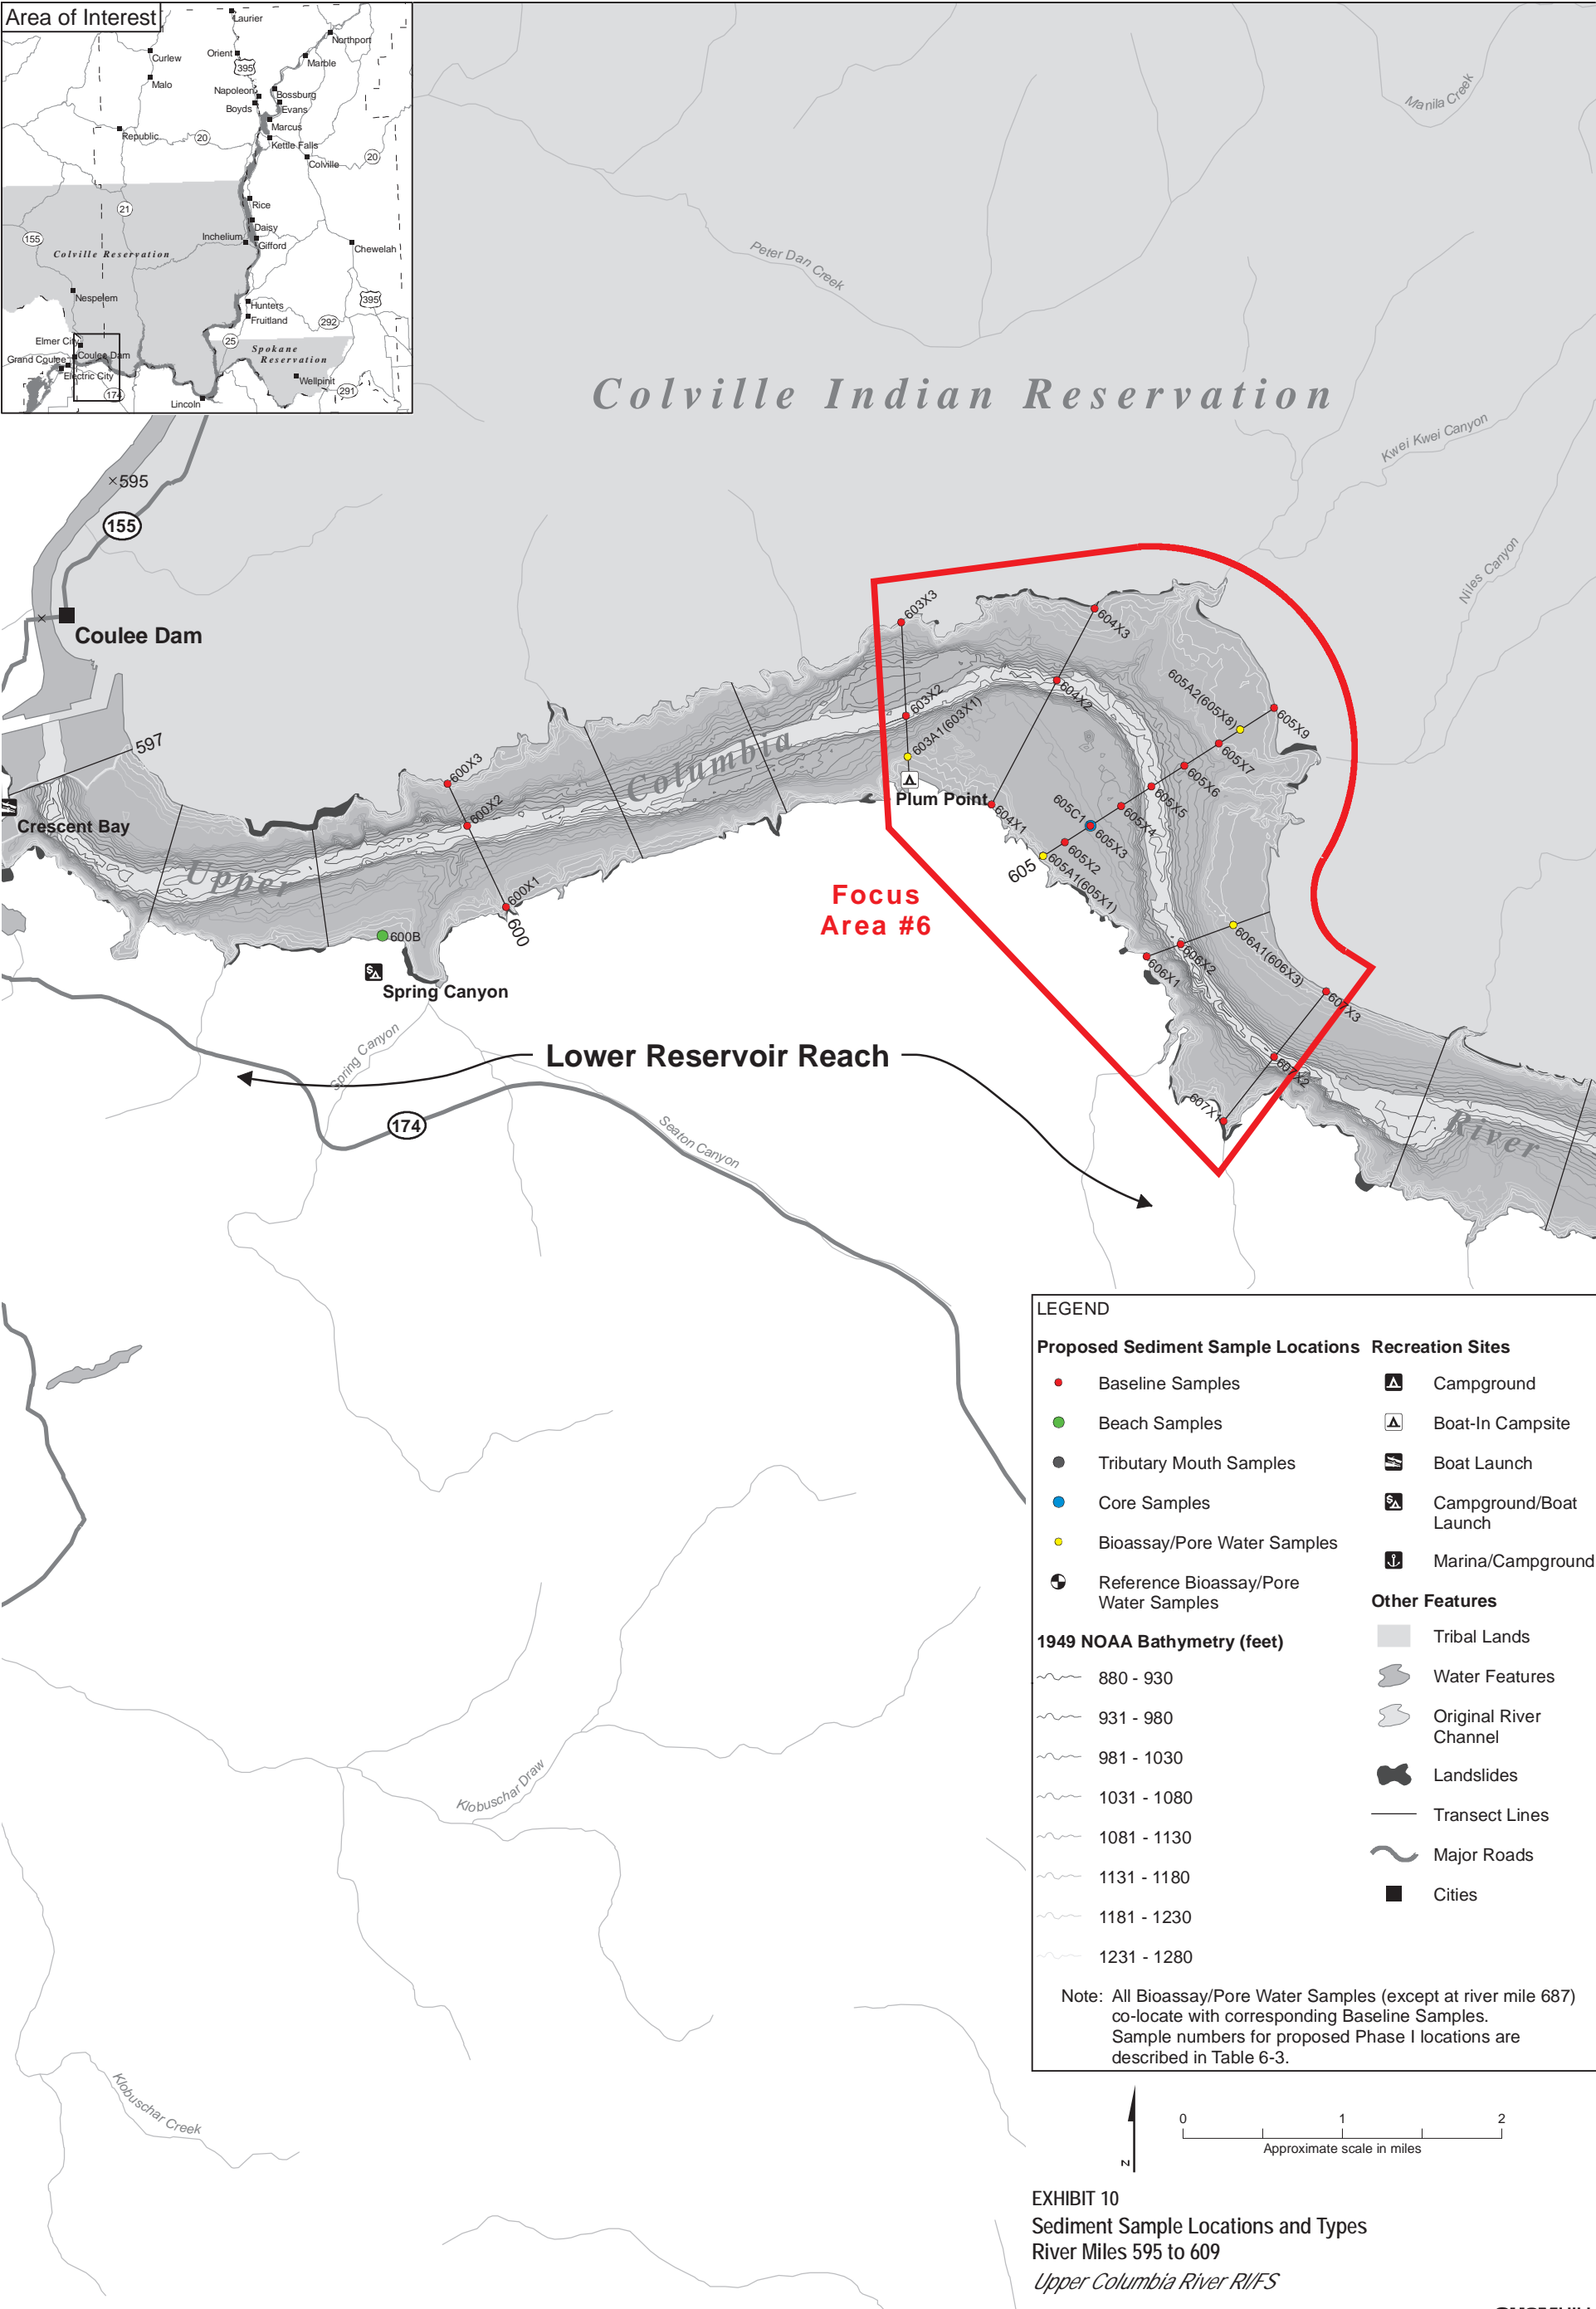 Area of Interest
Laurier
Northport
Curlew
Orient
395
Marble
Malo
Napoleon
Bossburg
Boyds
Evans
Marcus
Republic
20
Kettle Falls
Colville
20
21
Rice
Daisy
Inchelium
Gifford
155
Chewelah
Colville Reservation
Nespelem
395
Hunters
Fruitland
292
25
Elmer City
Spokane
Reservation
Grand Coulee
Coulee Dam
Electric City
Wellpinit
174
291
Lincoln
Manila Creek
Peter Dan Creek
Colville Indian Reservation
Kwei Kwei Canyon
Niles Canyon
×595
155
Coulee Dam
603X3
604X3
603X2
604X2
603A1(603X1)
605A2(605X8)
605X9
605X7
605X6
605X5
605X4
605C1
605X3
605X2
605A1(605X1)
605
Plum Point
604X1
597
600X3
600X2
600X1
600
Columbia
Crescent Bay
Upper
Focus
Area #6
600B
Spring Canyon
606A1(606X3)
606X2
606X1
607X3
607X2
607X1
River
Lower Reservoir Reach
Spring Canyon
174
Seaton Canyon
Klobuschar Draw
Klobuschar Creek
LEGEND
Proposed Sediment Sample Locations
Baseline Samples
Beach Samples
Tributary Mouth Samples
Core Samples
Bioassay/Pore Water Samples
Reference Bioassay/Pore
Water Samples
1949 NOAA Bathymetry (feet)
880 - 930
931 - 980
981 - 1030
1031 - 1080
1081 - 1130
1131 - 1180
1181 - 1230
1231 - 1280
Recreation Sites
Campground
Boat-In Campsite
Boat Launch
Campground/Boat
Launch
Marina/Campground
Other Features
Tribal Lands
Water Features
Original River
Channel
Landslides
Transect Lines
Major Roads
Cities
Note: All Bioassay/Pore Water Samples (except at river mile 687)
co-locate with corresponding Baseline Samples.
Sample numbers for proposed Phase I locations are
described in Table 6-3.
N
0 1 2
Approximate scale in miles
EXHIBIT 10
Sediment Sample Locations and Types
River Miles 595 to 609
Upper Columbia River RI/FS